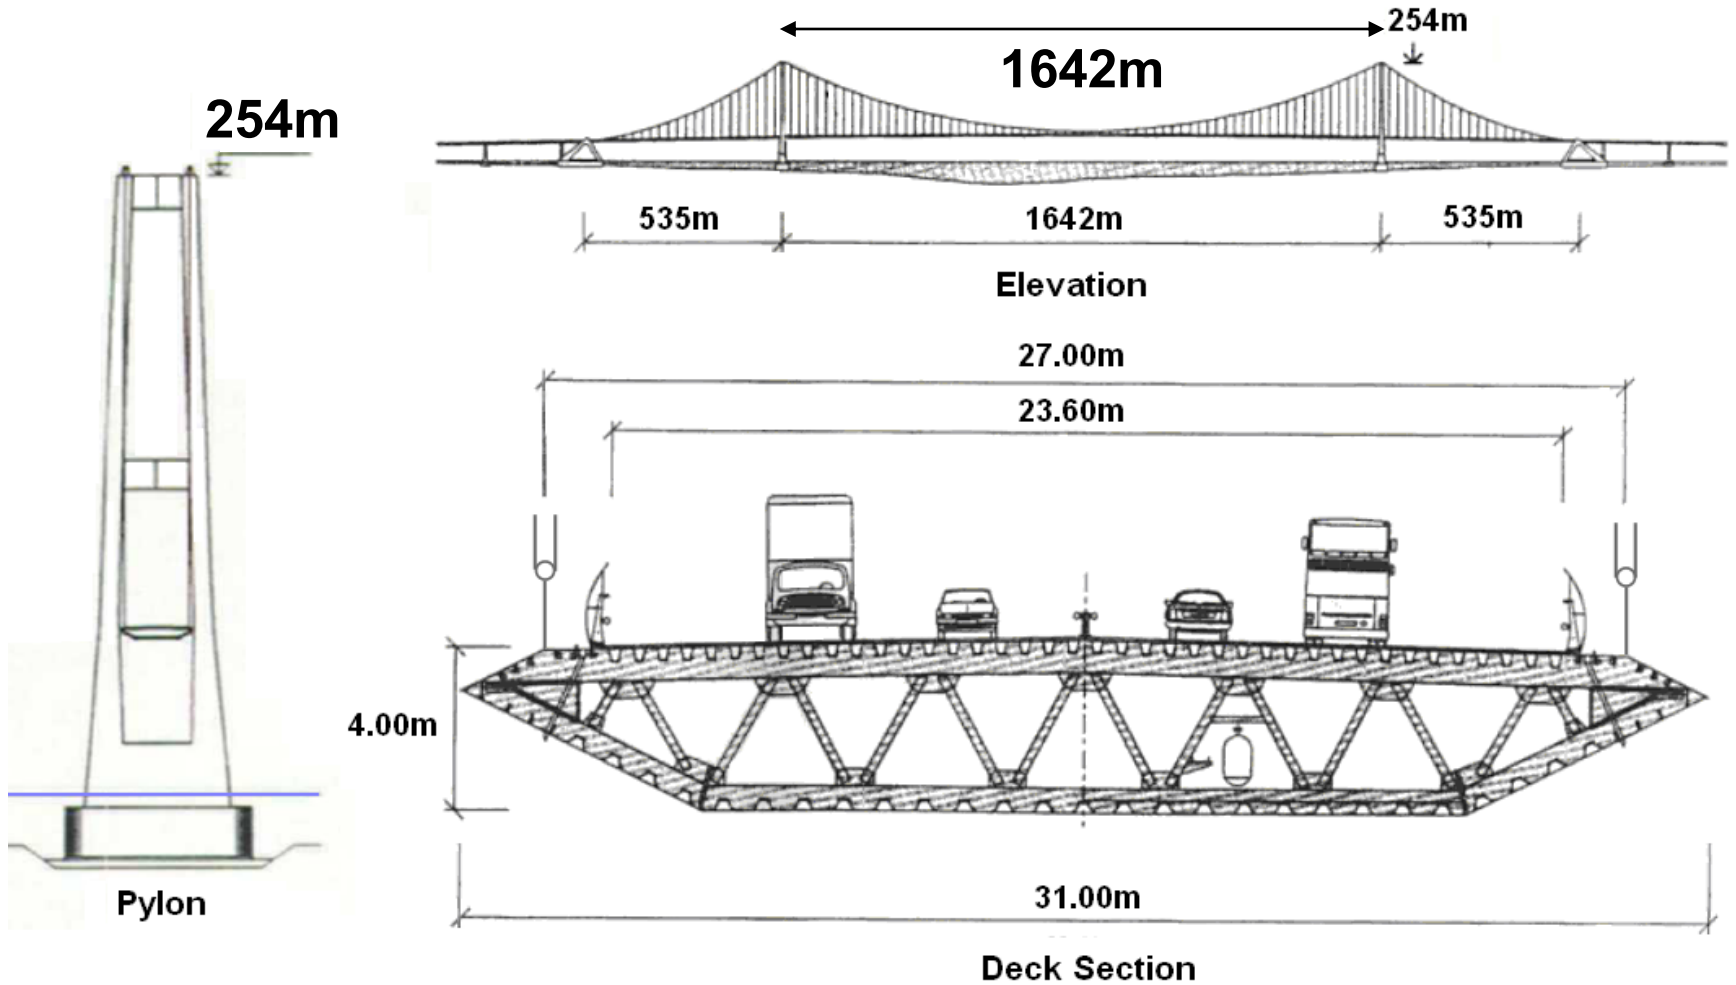 254m
Pylon
254m
1642m
535m
1642m
535m
Elevation
27.00m
23.60m
4.00m
31.00m
Deck Section